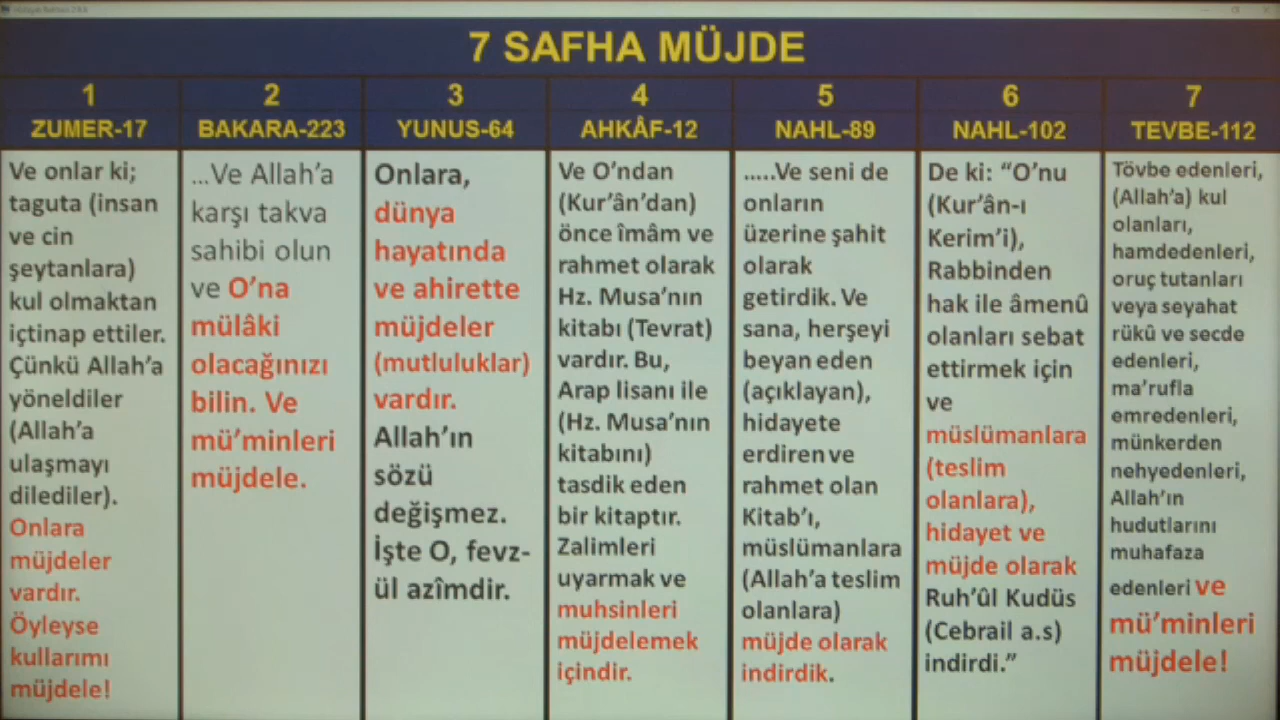 7 SAFHA MÜJDE
1
ZUMER-17
Ve onlar ki;
taguta (insan
ve cin
şeytanlara)
kul olmaktan
içtinap ettiler.
Çünkü Allah’a
yöneldiler
(Allah’a
ulaşmayı
dilediler).
Onlara
müjdeler
vardır.
Öyleyse
kullarımı
müjdele!
2
BAKARA-223
...Ve Allah’a
karşı takva
sahibi olun
ve O’na
mülâki
olacağınızı
bilin. Ve
mü’minleri
müjdele.
3
YUNUS-64
Onlara,
dünya
hayatında
ve ahirette
müjdeler
(mutluluklar)
vardır.
Allah’ın
sözü
değişmez.
İşte O, fevz-
ül azîmdir.
4
AHKÂF-12
Ve O’ndan
(Kur’ân’dan)
önce îmâm ve
rahmet olarak
Hz. Musa’nın
kitabı (Tevrat)
vardır. Bu,
Arap lisanı ile
(Hz. Musa’nın
kitabını)
tasdik eden
bir kitaptır.
Zalimleri
uyarmak ve
muhsinleri
müjdelemek
içindir.
5
NAHL-89
.....Ve seni de
onların
üzerine şahit
olarak
getirdik. Ve
sana, herşeyi
beyan eden
(açıklayan),
hidayete
erdiren ve
rahmet olan
Kitab’ı,
müslümanlara
(Allah’a teslim
olanlara)
müjde olarak
indirdik.
6
NAHL-102
De ki: “O’nu
(Kur’ân-ı
Kerim’i),
Rabbinden
hak ile âmenû
olanları sebat
ettirmek için
ve
müslümanlara
(teslim
olanlara),
hidayet ve
müjde olarak
Ruh’ûl Kudüs
(Cebrail a.s)
indirdi.”
7
TEVBE-112
Tövbe edenleri,
(Allah’a) kul
olanları,
hamdedenleri,
oruç tutanları
veya seyahat
rükû ve secde
edenleri,
ma’rufla
emredenleri,
münkerden
nehyedenleri,
Allah’ın
hudutlarını
muhafaza
edenleri ve
mü’minleri
müjdele!